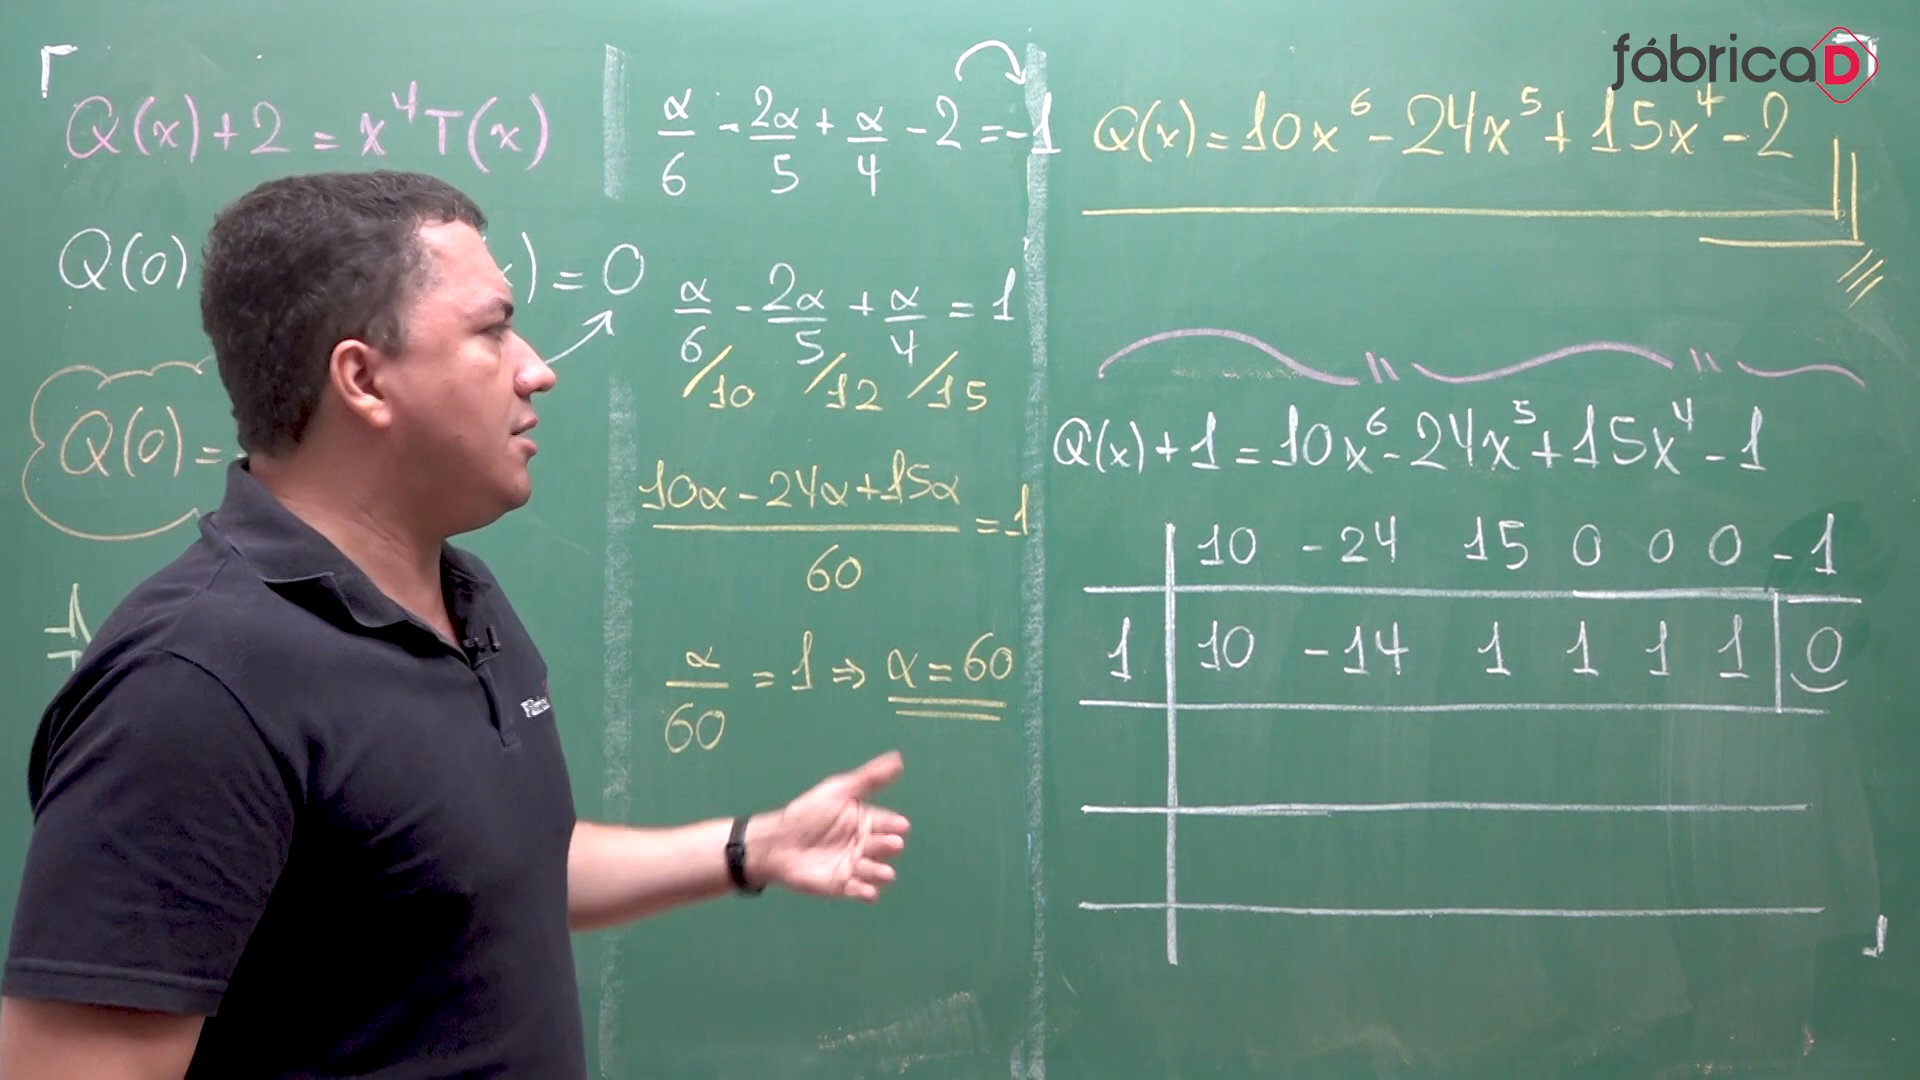 Q(x)+2 = x⁴T(x)
Q(0) x) = 0
Q(0) =
-1
α/6 - 2α/5 + α/4 - 2 = -1
α/6 - 2α/5 + α/4 = 1
/10 /12 /15
(10α - 24α + 15α)/60 = 1
α/60 = 1 ⇒ α = 60
fábricaD
Q(x) = 10x⁶ - 24x⁵ + 15x⁴ - 2
Q(x) + 1 = 10x⁶ - 24x⁵ + 15x⁴ - 1
10 -24 15 0 0 0 -1
1 10 -14 1 1 1 1 0